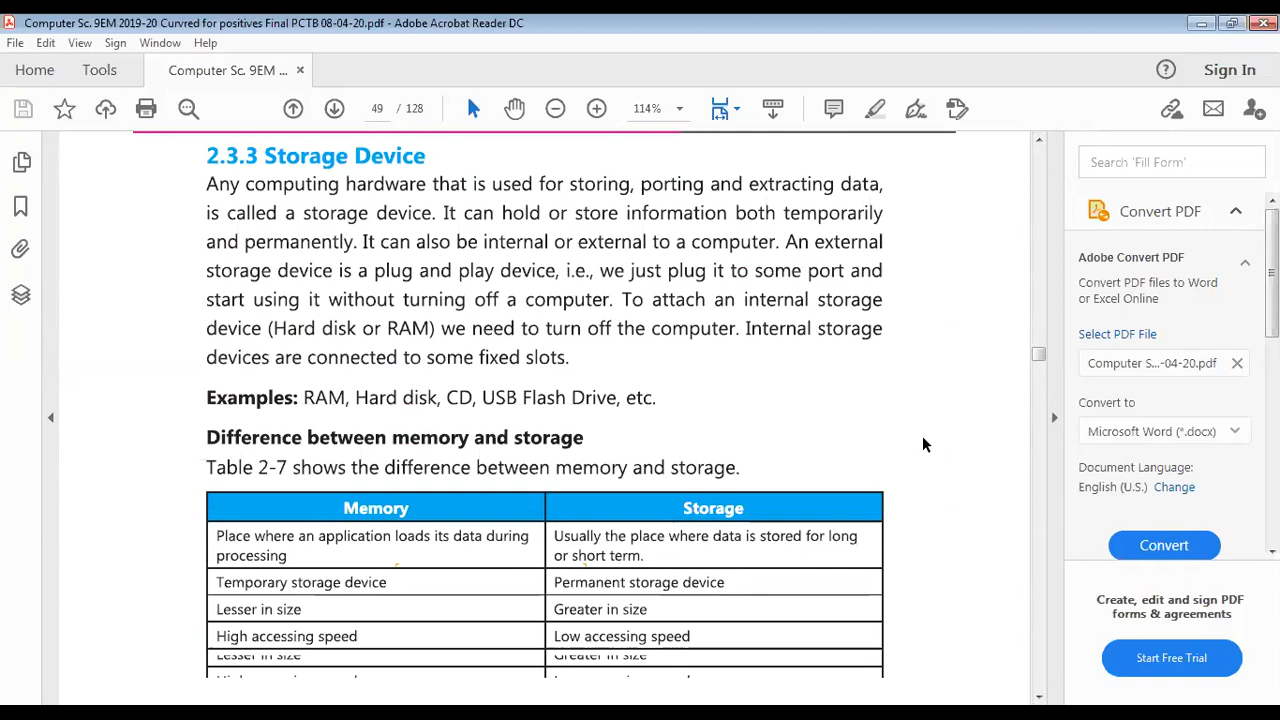 Computer Sc. 9EM 2019-20 Curvred for positives Final PCTB 08-04-20.pdf - Adobe Acrobat Reader DC
File Edit View Sign Window Help
Home Tools Computer Sc. 9EM ... × Sign In
49 / 128 114%
2.3.3 Storage Device
Any computing hardware that is used for storing, porting and extracting data,
is called a storage device. It can hold or store information both temporarily
and permanently. It can also be internal or external to a computer. An external
storage device is a plug and play device, i.e., we just plug it to some port and
start using it without turning off a computer. To attach an internal storage
device (Hard disk or RAM) we need to turn off the computer. Internal storage
devices are connected to some fixed slots.
Examples: RAM, Hard disk, CD, USB Flash Drive, etc.
Difference between memory and storage
Table 2-7 shows the difference between memory and storage.
Memory Storage
Place where an application loads its data during
processing
Usually the place where data is stored for long
or short term.
Temporary storage device Permanent storage device
Lesser in size Greater in size
High accessing speed Low accessing speed
Lesser in size Greater in size
Search 'Fill Form'
Convert PDF
Adobe Convert PDF
Convert PDF files to Word
or Excel Online
Select PDF File
Computer S...-04-20.pdf
Convert to
Microsoft Word (*.docx)
Document Language:
English (U.S.) Change
Convert
Create, edit and sign PDF
forms & agreements
Start Free Trial